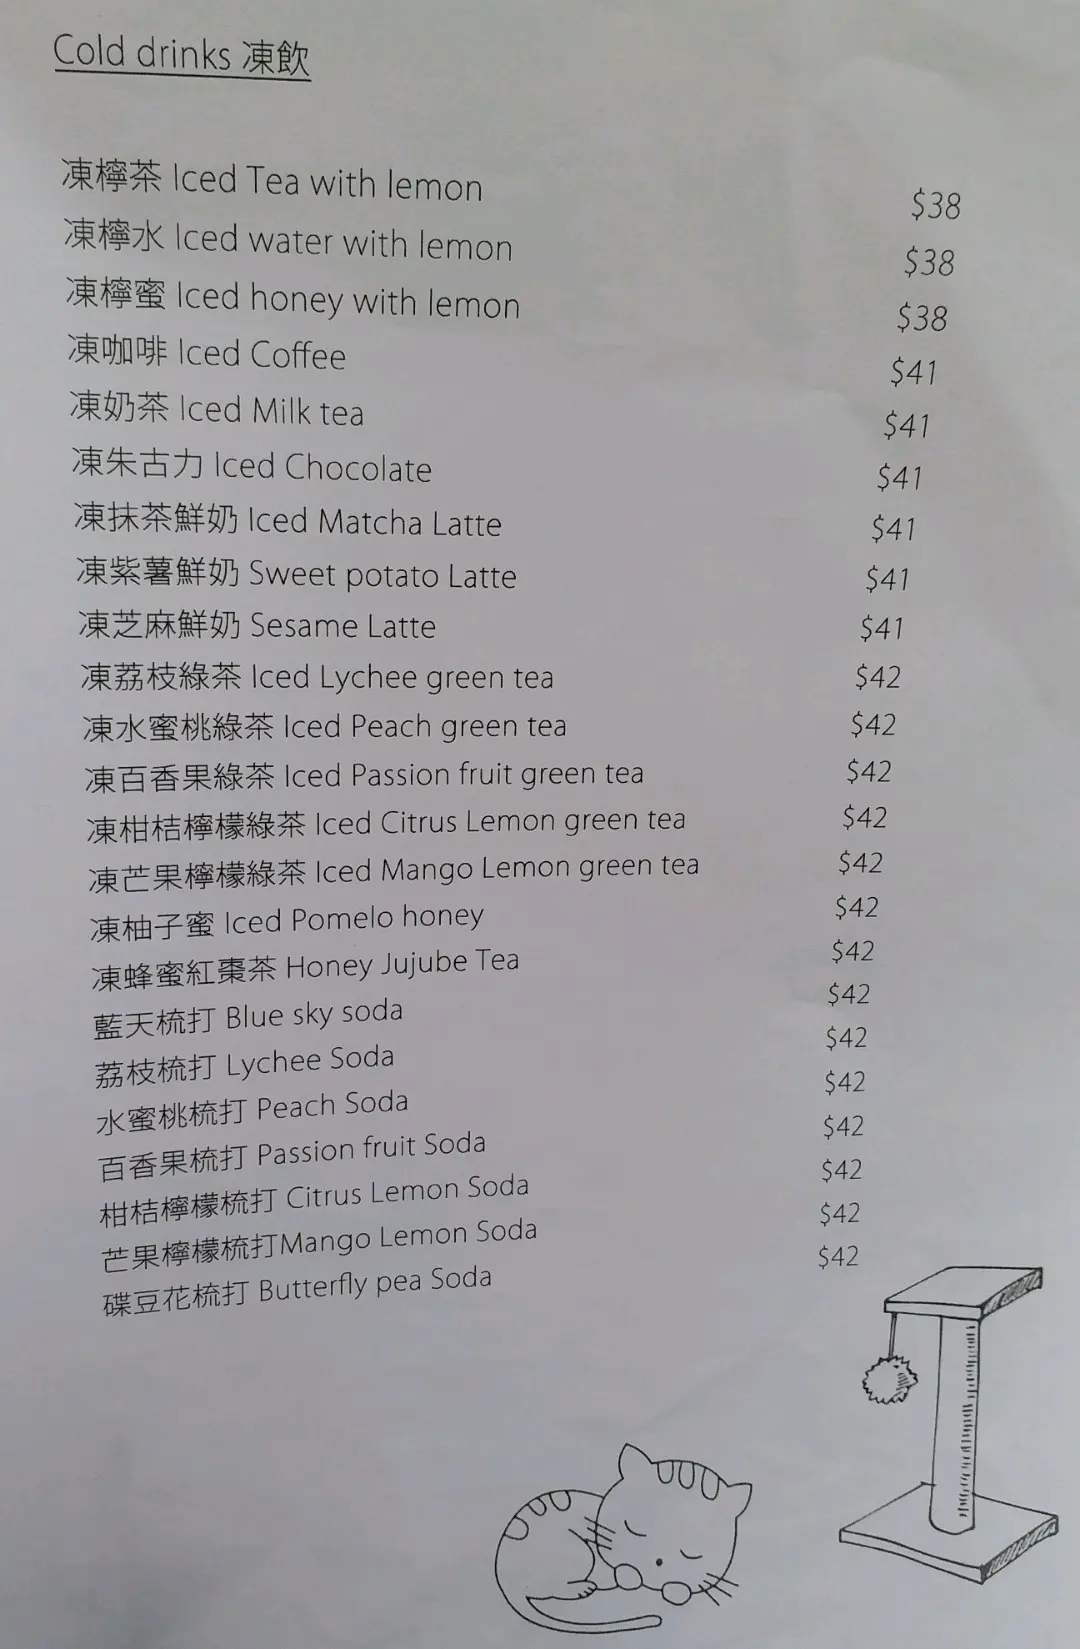 Cold drinks 凍飲
凍檸茶 Iced Tea with lemon $38
凍檸水 Iced water with lemon $38
凍檸蜜 Iced honey with lemon $38
凍咖啡 Iced Coffee $41
凍奶茶 Iced Milk tea $41
凍朱古力 Iced Chocolate $41
凍抹茶鮮奶 Iced Matcha Latte $41
凍紫薯鮮奶 Sweet potato Latte $41
凍芝麻鮮奶 Sesame Latte $41
凍荔枝綠茶 Iced Lychee green tea $42
凍水蜜桃綠茶 Iced Peach green tea $42
凍百香果綠茶 Iced Passion fruit green tea $42
凍柑桔檸檬綠茶 Iced Citrus Lemon green tea $42
凍芒果檸檬綠茶 Iced Mango Lemon green tea $42
凍柚子蜜 Iced Pomelo honey $42
凍蜂蜜紅棗茶 Honey Jujube Tea $42
藍天梳打 Blue sky soda $42
荔枝梳打 Lychee Soda $42
水蜜桃梳打 Peach Soda $42
百香果梳打 Passion fruit Soda $42
柑桔檸檬梳打 Citrus Lemon Soda $42
芒果檸檬梳打Mango Lemon Soda $42
碟豆花梳打 Butterfly pea Soda $42